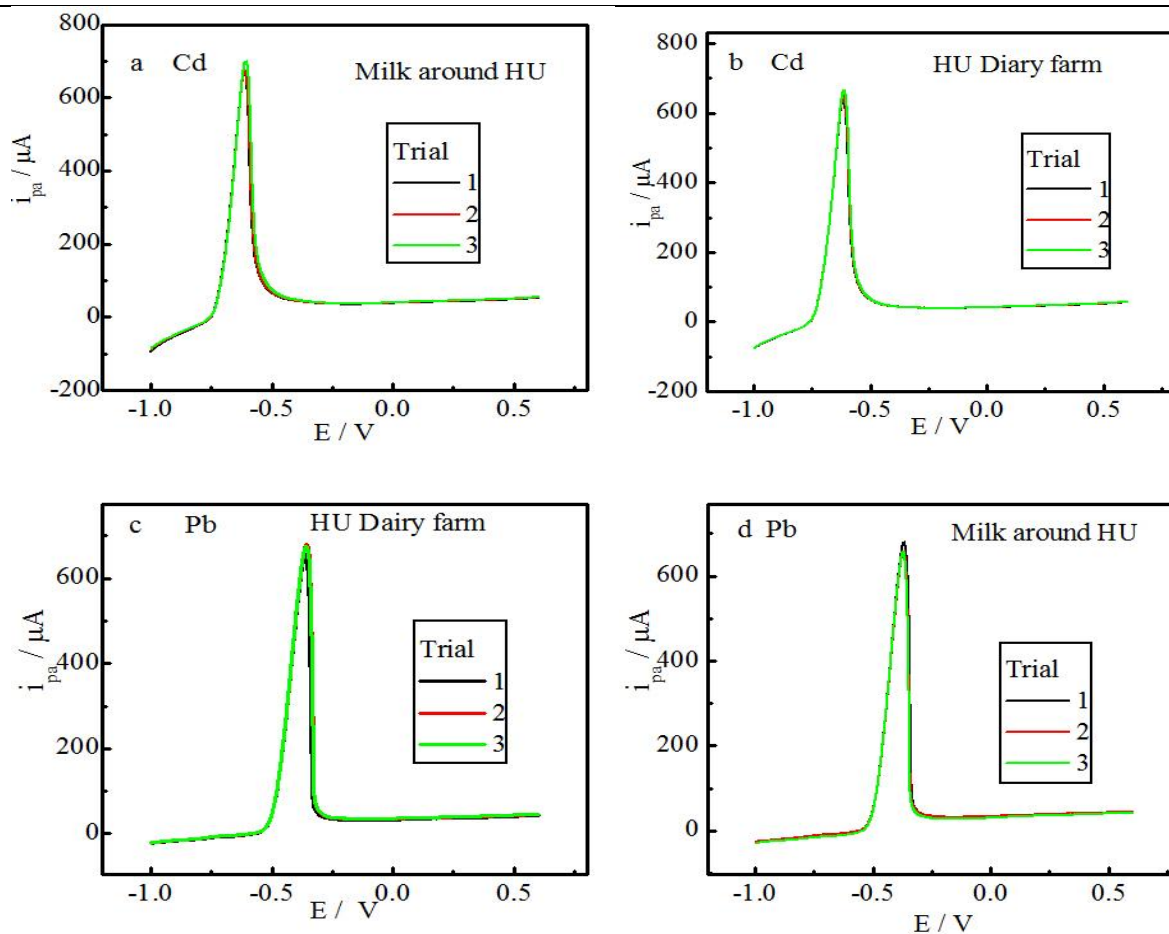 a Cd
Milk around HU
800
600
400
200
0
-200
i_pa / µA
Trial
1
2
3
-1.0
-0.5
0.0
0.5
E / V
b Cd
HU Diary farm
800
600
400
200
0
-200
i_pa / µA
Trial
1
2
3
-1.0
-0.5
0.0
0.5
E / V
c Pb
HU Dairy farm
600
400
200
0
i_pa / µA
Trial
1
2
3
-1.0
-0.5
0.0
0.5
E / V
d Pb
Milk around HU
600
400
200
0
i_pa / µA
Trial
1
2
3
-1.0
-0.5
0.0
0.5
E / V